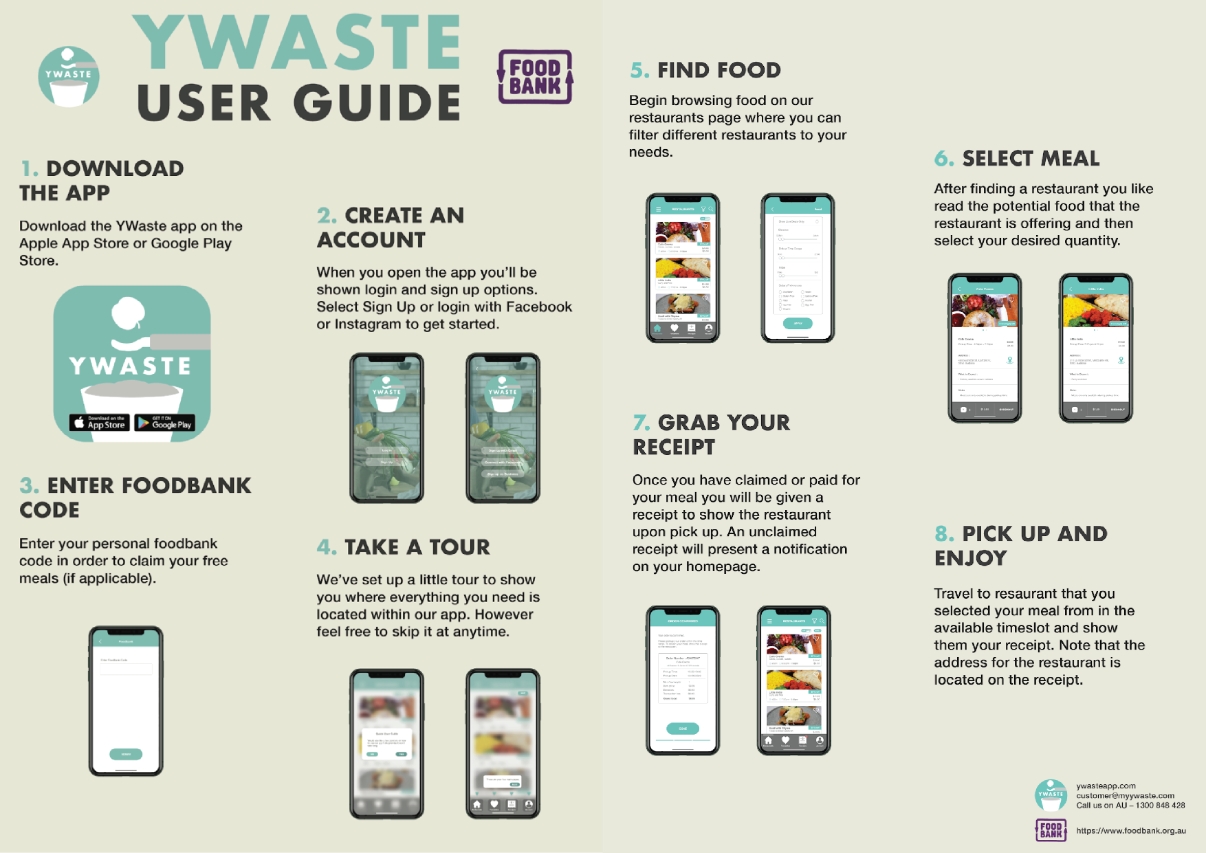 YWASTE
YWASTE
USER GUIDE
FOOD
BANK
1. DOWNLOAD
THE APP
Download the YWaste app on the
Apple App Store or Google Play
Store.
YWASTE
Download on the
App Store
GET IT ON
Google Play
2. CREATE AN
ACCOUNT
When you open the app you'll be
shown login and sign up options.
Select Sign Up or login with Facebook
or Instagram to get started.
YWASTE
YWASTE
3. ENTER FOODBANK
CODE
Enter your personal foodbank
code in order to claim your free
meals (if applicable).
4. TAKE A TOUR
We've set up a little tour to show
you where everything you need is
located within our app. However
feel free to skip it at anytime.
5. FIND FOOD
Begin browsing food on our
restaurants page where you can
filter different restaurants to your
needs.
6. SELECT MEAL
After finding a restaurant you like
read the potential food that the
restaurant is offering and then
select your desired quantity.
7. GRAB YOUR
RECEIPT
Once you have claimed or paid for
your meal you will be given a
receipt to show the restaurant
upon pick up. An unclaimed
receipt will present a notification
on your homepage.
8. PICK UP AND
ENJOY
Travel to resaurant that you
selected your meal from in the
available timeslot and show
them your receipt. Note that the
address for the restaurant is
located on the receipt.
YWASTE
ywasteapp.com
customer@myywaste.com
Call us on AU – 1300 848 428
FOOD
BANK
https://www.foodbank.org.au